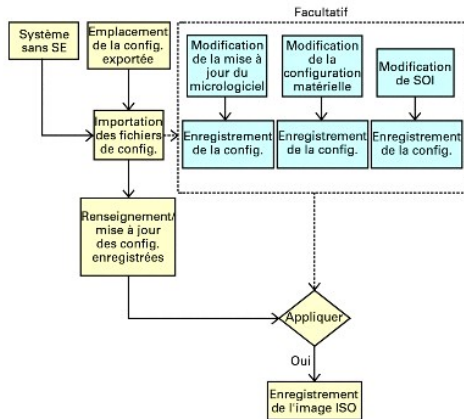 Facultatif
Système
sans SE
Emplacement
de la config.
exportée
Modification
de la mise à
jour du
micrologiciel
Modification
de la
configuration
matérielle
Modification
de SOI
Importation
des fichiers
de config.
Enregistrement
de la config.
Enregistrement
de la config.
Enregistrement
de la config.
Renseignement/
mise à jour
des config.
enregistrées
Appliquer
Oui
Enregistrement
de l'image ISO